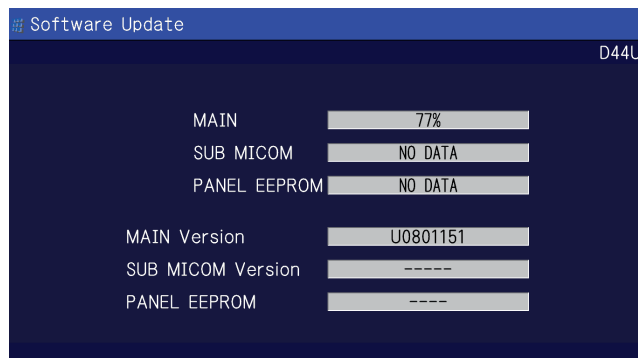 Software Update
D44U
MAIN 77%
SUB MICOM NO DATA
PANEL EEPROM NO DATA
MAIN Version U0801151
SUB MICOM Version -----
PANEL EEPROM ----